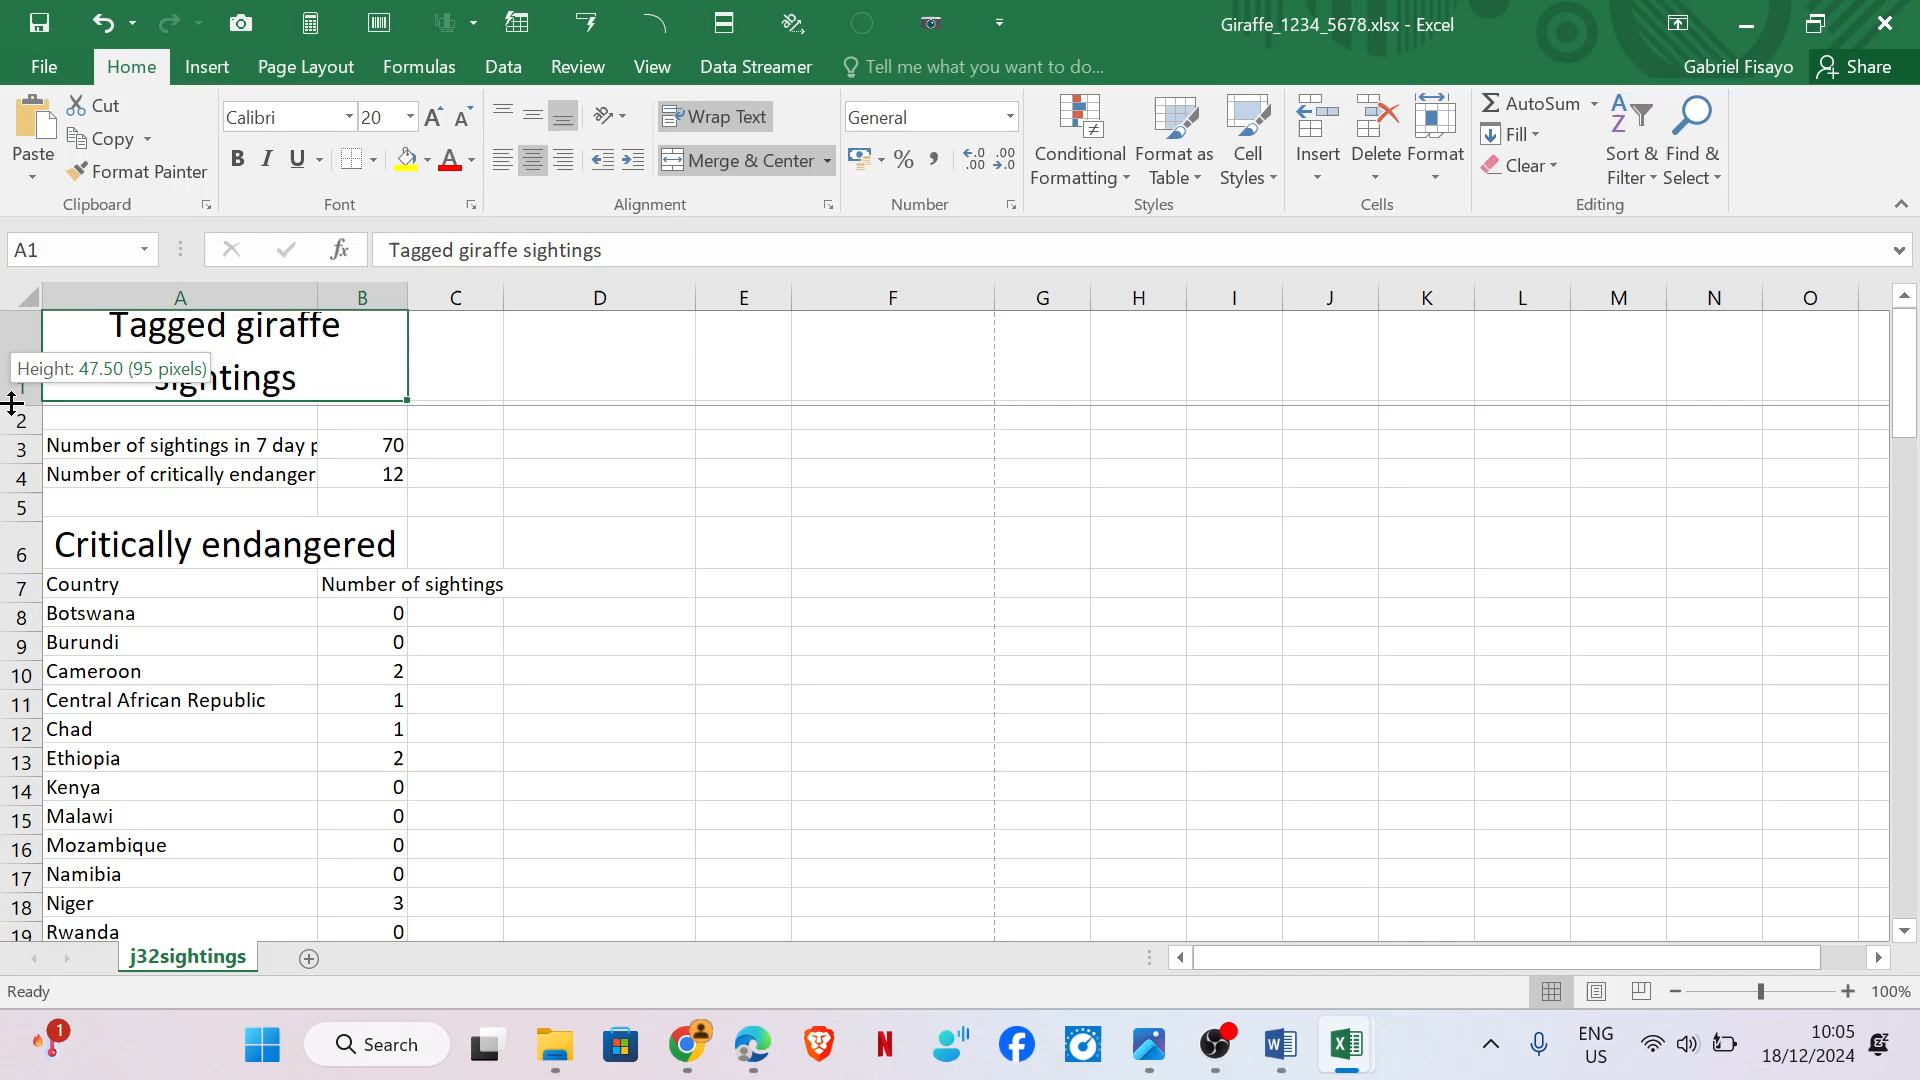 Giraffe_1234_5678.xlsx - Excel
File Home Insert Page Layout Formulas Data Review View Data Streamer Tell me what you want to do... Gabriel Fisayo Share
Paste
Cut
Copy
Format Painter
Clipboard
Calibri 20
B I U
Font
Wrap Text
Merge & Center
Alignment
General
% , .00 .00
Number
Conditional Formatting
Format as Table
Cell Styles
Styles
Insert Delete Format
Cells
AutoSum
Fill
Clear
Sort & Filter
Find & Select
Editing
A1 fx Tagged giraffe sightings
A B C D E F G H I J K L M N O
1 Tagged giraffe
sightings
Height: 47.50 (95 pixels)
2
3 Number of sightings in 7 day p 70
4 Number of critically endanger 12
5
6 Critically endangered
7 Country Number of sightings
8 Botswana 0
9 Burundi 0
10 Cameroon 2
11 Central African Republic 1
12 Chad 1
13 Ethiopia 2
14 Kenya 0
15 Malawi 0
16 Mozambique 0
17 Namibia 0
18 Niger 3
19 Rwanda 0
j32sightings
Ready 100%
1 Search ENG
US 10:05
18/12/2024